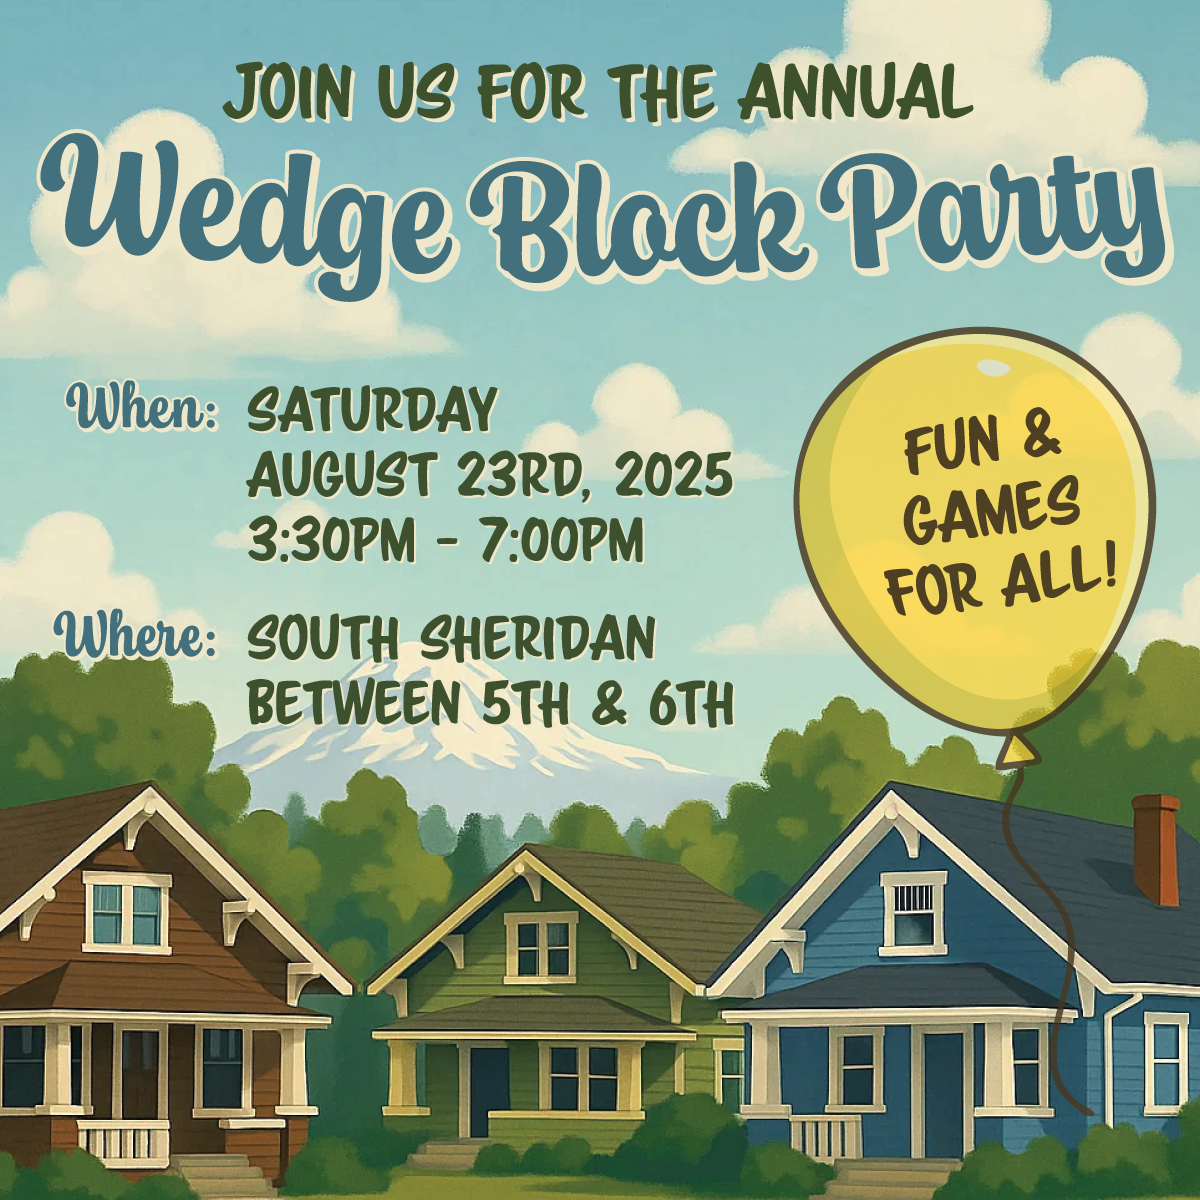 JOIN US FOR THE ANNUAL
Wedge Block Party
When: SATURDAY
AUGUST 23RD, 2025
3:30PM - 7:00PM
Where: SOUTH SHERIDAN
BETWEEN 5TH & 6TH
FUN &
GAMES
FOR ALL!